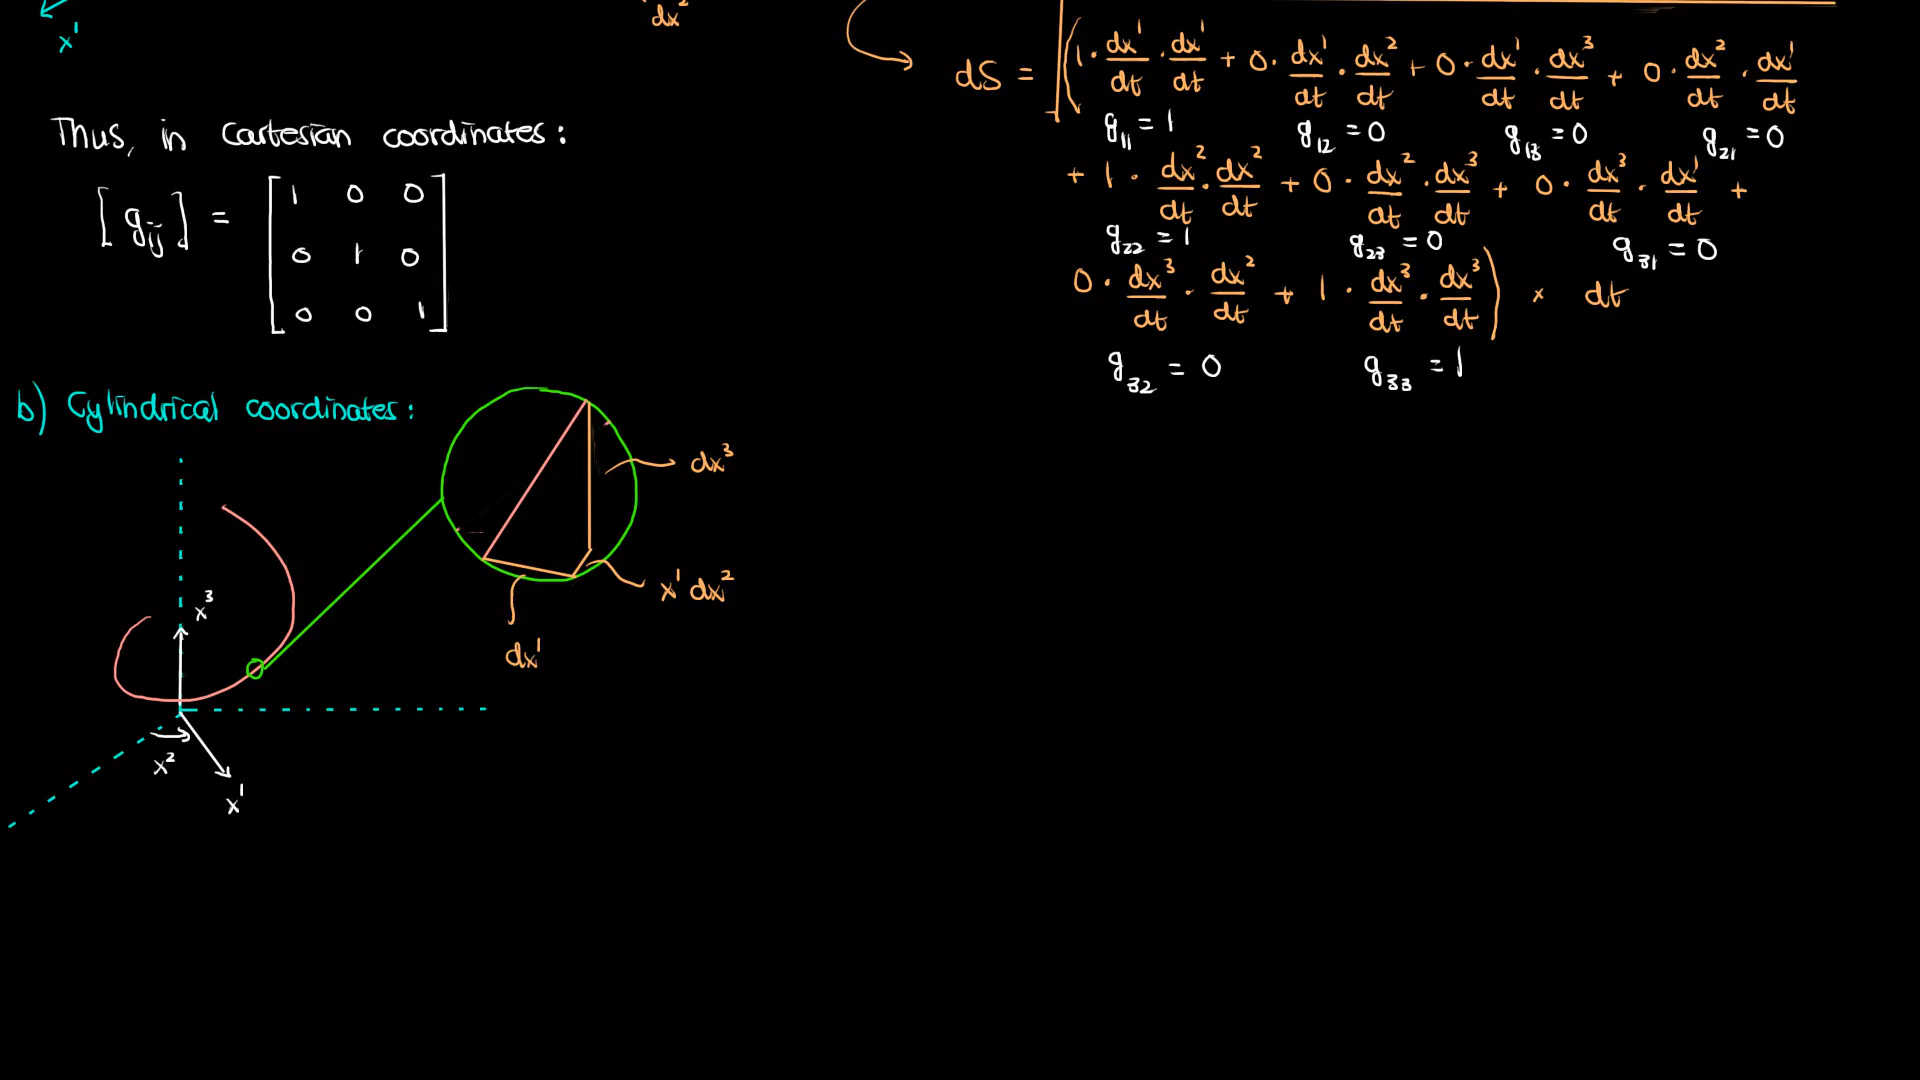 x¹
dx²
dS = √(1·dx¹/dt·dx¹/dt + 0·dx¹/dt·dx²/dt + 0·dx¹/dt·dx³/dt + 0·dx²/dt·dx¹/dt
g₁₁ = 1 g₁₂ = 0 g₁₃ = 0 g₂₁ = 0
+ 1·dx²/dt·dx²/dt + 0·dx²/dt·dx³/dt + 0·dx³/dt·dx¹/dt +
g₂₂ = 1 g₂₃ = 0 g₃₁ = 0
0·dx³/dt·dx²/dt + 1·dx³/dt·dx³/dt) × dt
g₃₂ = 0 g₃₃ = 1
Thus, in Cartesian coordinates:
[gᵢⱼ] =
1 0 0
0 1 0
0 0 1
b) Cylindrical coordinates:
dx³
x¹dx²
dx¹
x³
x²
x¹